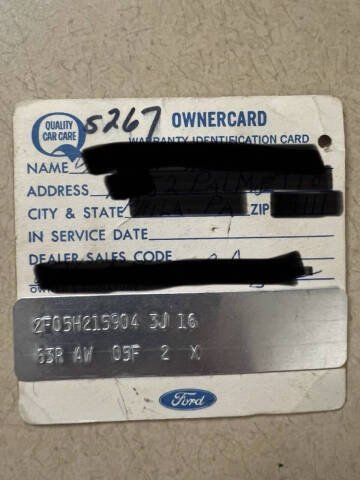 QUALITY
CAR CARE
5267 OWNERCARD
WARRANTY IDENTIFICATION CARD
NAME
ADDRESS
CITY & STATE PA ZIP
IN SERVICE DATE
DEALER SALES CODE
2F05H215904 3J 16
63R AW 05F 2 X
Ford